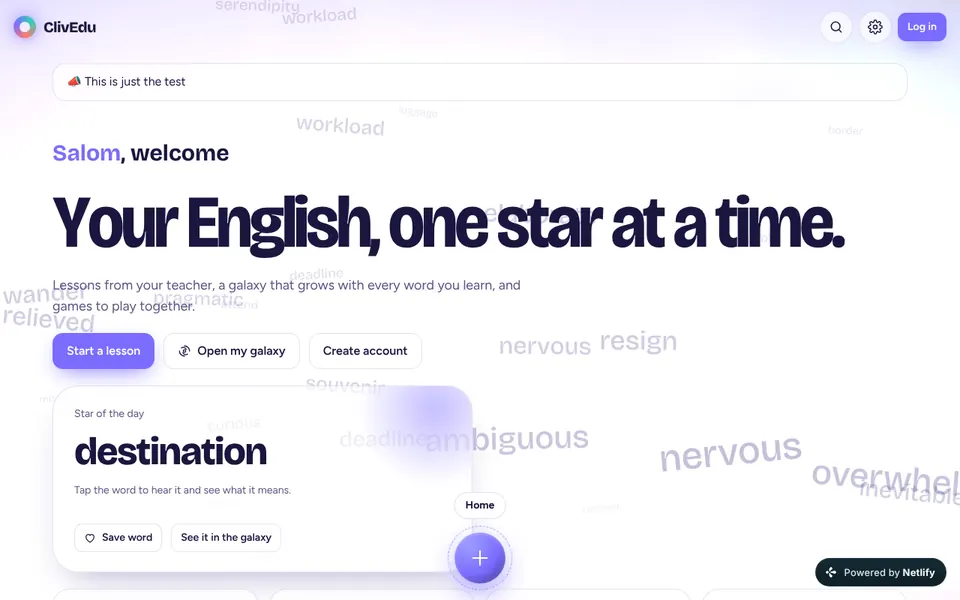 serendipity
workload
ClivEdu
Log in
📣 This is just the test
luggage
workload
border
Salom, welcome
Your English, one star at a time.
deadline
Lessons from your teacher, a galaxy that grows with every word you learn, and
games to play together.
wander
pragmatic
relieved
Start a lesson
Open my galaxy
Create account
nervous
resign
souvenir
Star of the day
curious
destination
deadline
ambiguous
nervous
overwhel
inevitable
Tap the word to hear it and see what it means.
Home
Save word
See it in the galaxy
Powered by Netlify